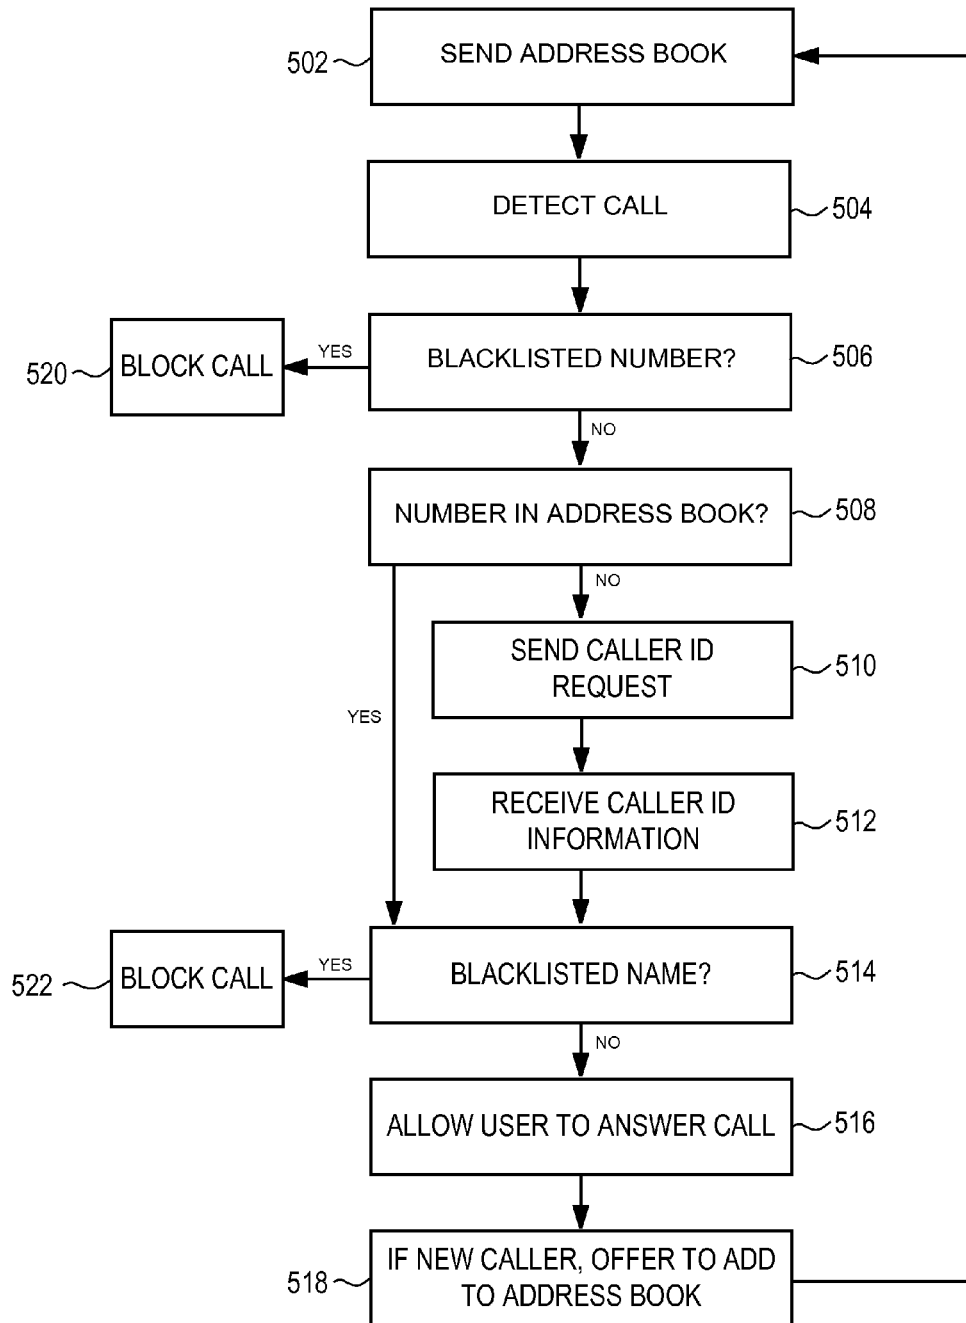 SEND ADDRESS BOOK
502
DETECT CALL
504
BLACKLISTED NUMBER?
506
YES
BLOCK CALL
520
NO
NUMBER IN ADDRESS BOOK?
508
NO
SEND CALLER ID
REQUEST
510
YES
RECEIVE CALLER ID
INFORMATION
512
BLACKLISTED NAME?
514
YES
BLOCK CALL
522
NO
ALLOW USER TO ANSWER CALL
516
IF NEW CALLER, OFFER TO ADD
TO ADDRESS BOOK
518